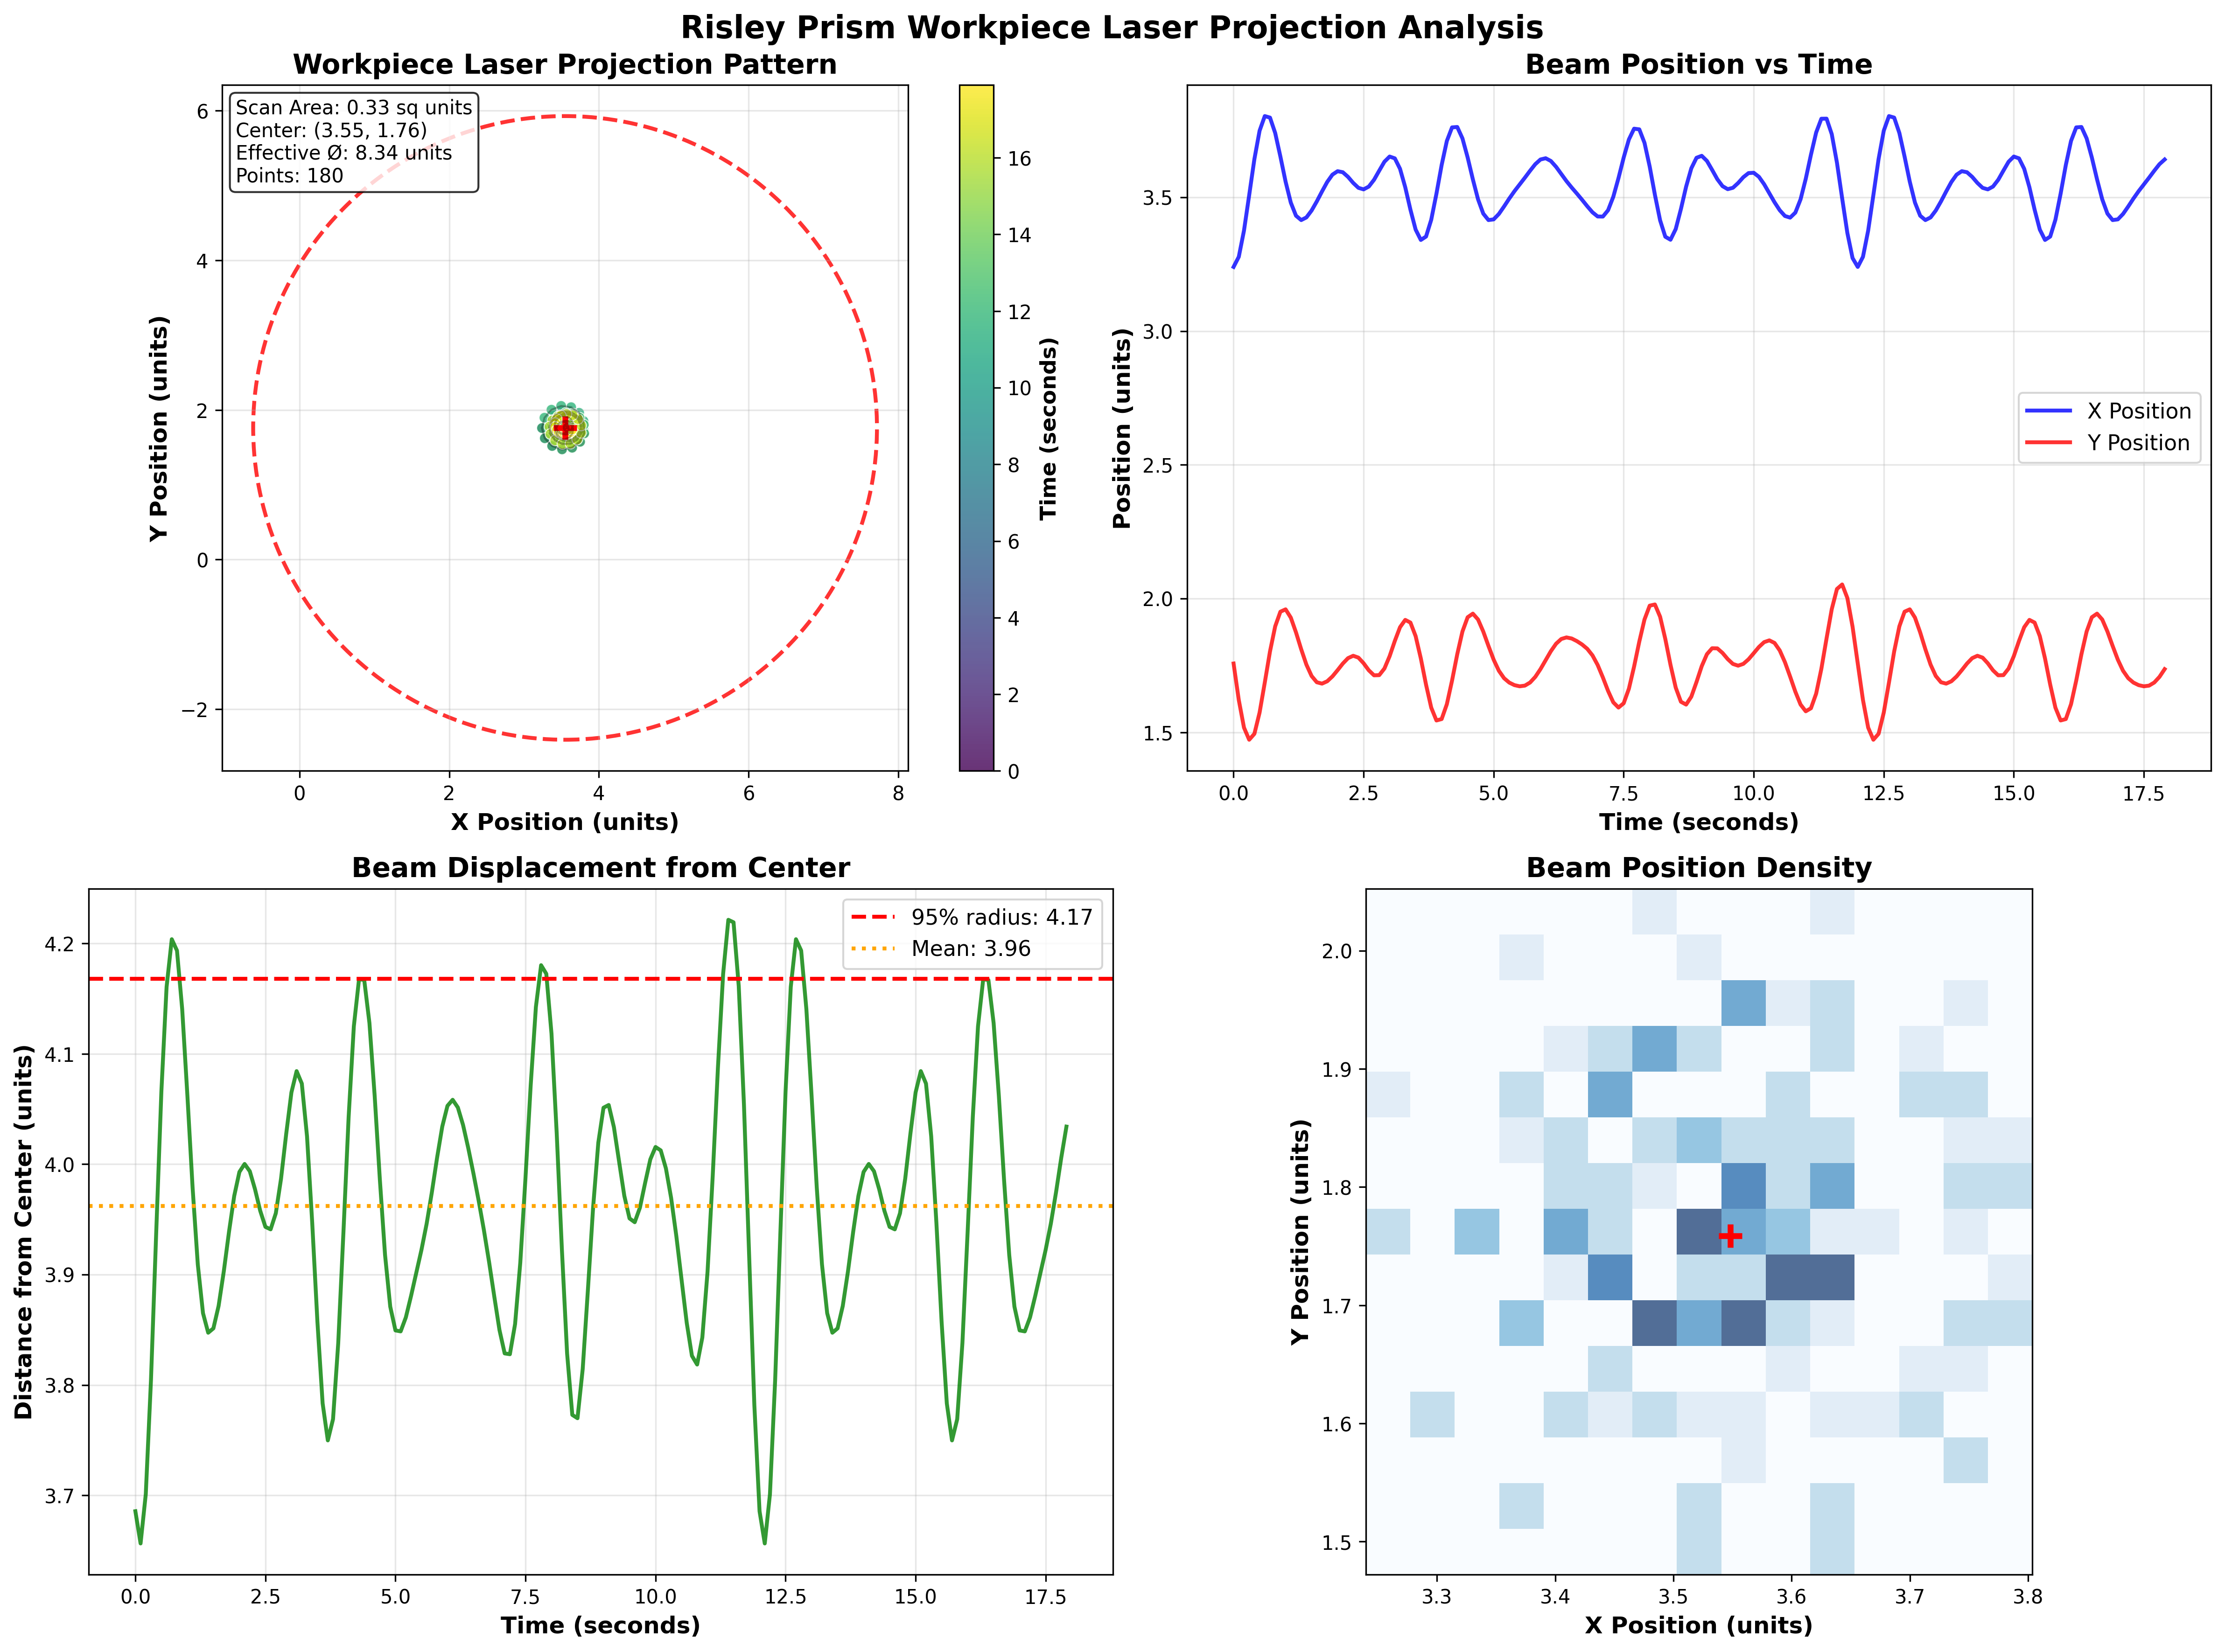 Risley Prism Workpiece Laser Projection Analysis
Workpiece Laser Projection Pattern
Scan Area: 0.33 sq units
Center: (3.55, 1.76)
Effective Ø: 8.34 units
Points: 180
6
4
2
0
−2
Y Position (units)
0
2
4
6
8
X Position (units)
16
14
12
10
8
6
4
2
0
Time (seconds)
Beam Position vs Time
3.5
3.0
2.5
2.0
1.5
Position (units)
X Position
Y Position
0.0
2.5
5.0
7.5
10.0
12.5
15.0
17.5
Time (seconds)
Beam Displacement from Center
95% radius: 4.17
Mean: 3.96
4.2
4.1
4.0
3.9
3.8
3.7
Distance from Center (units)
0.0
2.5
5.0
7.5
10.0
12.5
15.0
17.5
Time (seconds)
Beam Position Density
2.0
1.9
1.8
1.7
1.6
1.5
Y Position (units)
3.3
3.4
3.5
3.6
3.7
3.8
X Position (units)